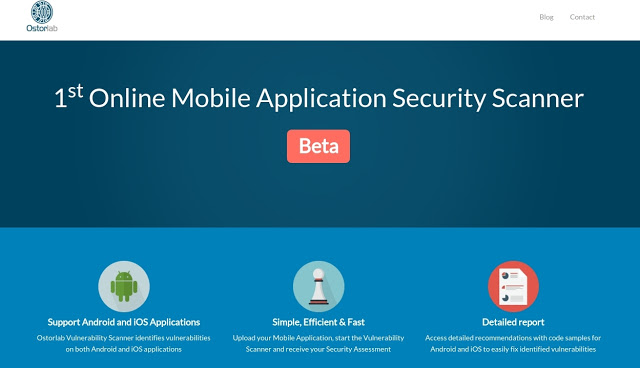 Ostorlab
Blog Contact
1st Online Mobile Application Security Scanner
Beta
Support Android and iOS Applications
Ostorlab Vulnerability Scanner identifies vulnerabilities
on both Android and iOS applications
Simple, Efficient & Fast
Upload your Mobile Application, start the Vulnerability
Scanner and receive your Security Assessment
Detailed report
Access detailed recommendations with code samples for
Android and iOS to easily fix identified vulnerabilities